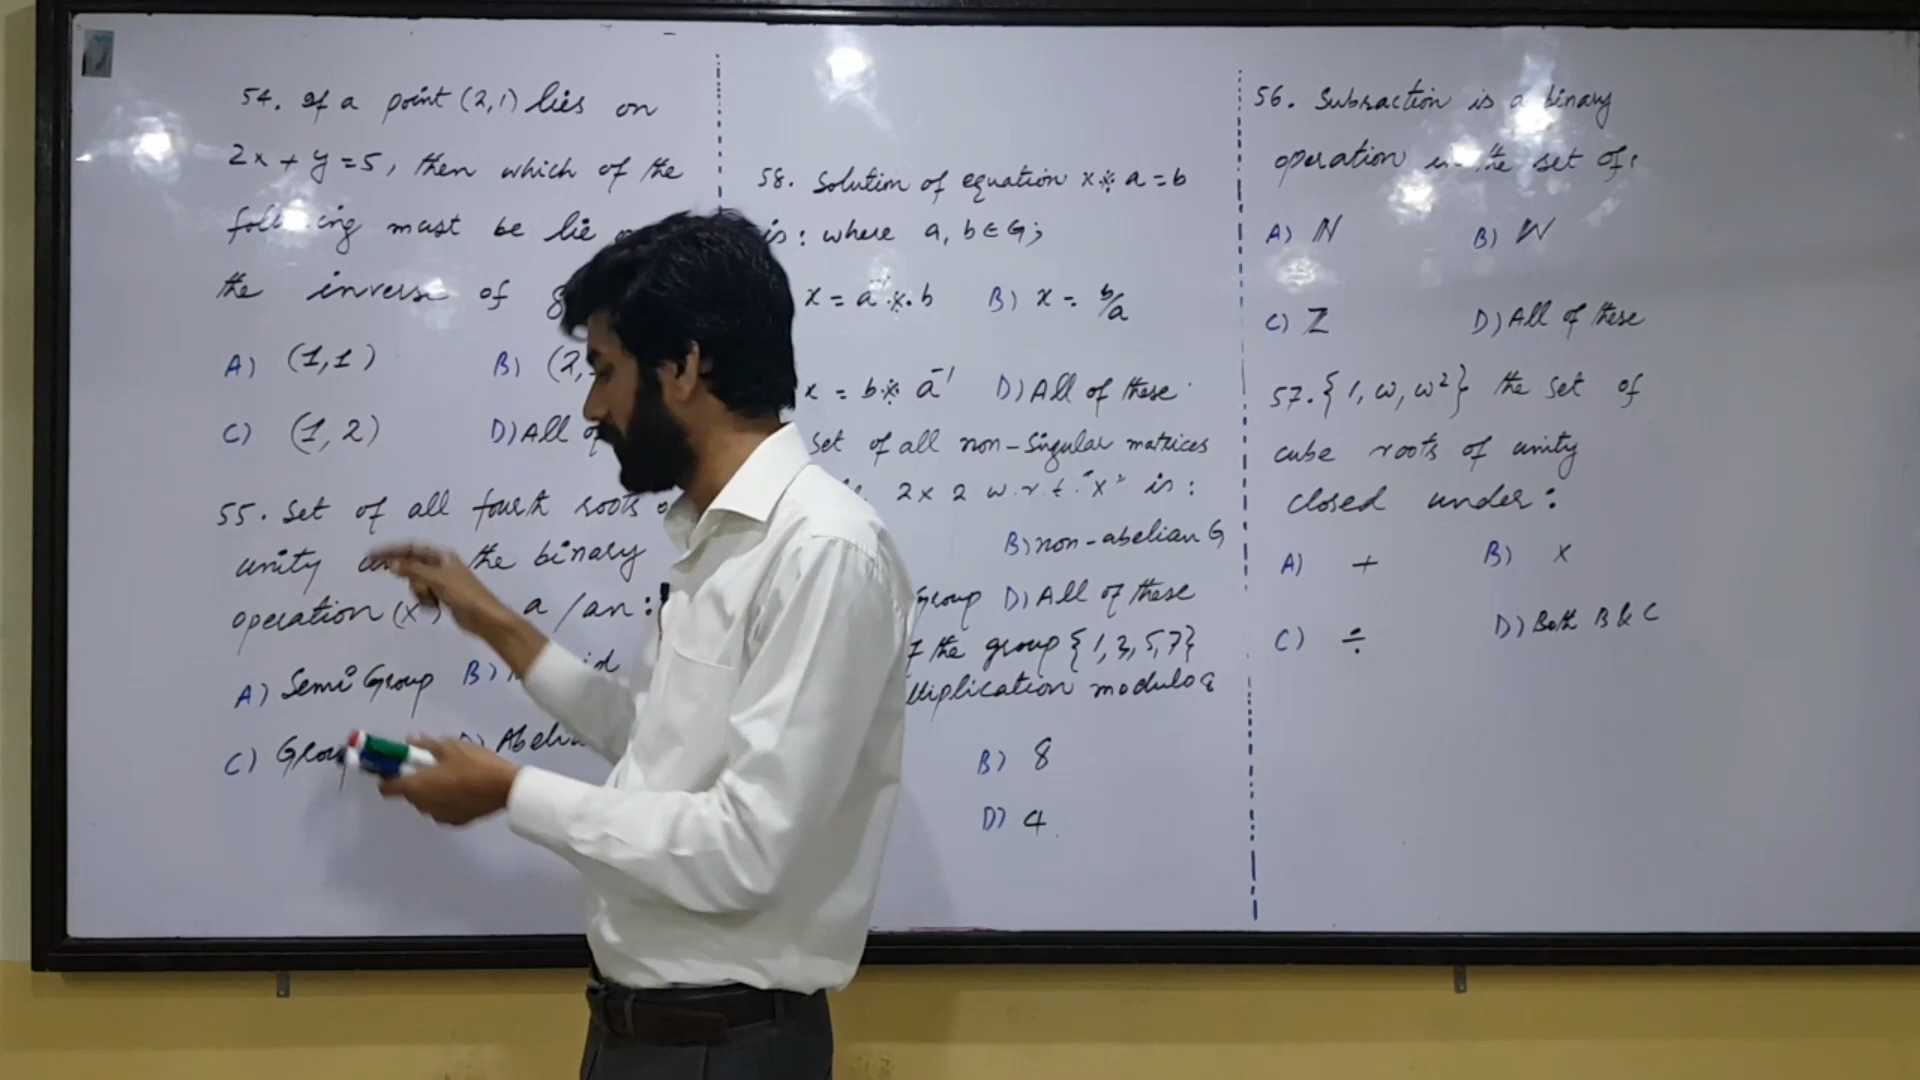 54. If a point (2,1) lies on
2x + y = 5, then which of the
following must be lie
the inverse of
A) (1,1) B) (2,
C) (1,2) D) All of
55. Set of all fourth roots
unity the binary
operation (x a/an:
A) Semi Group B)
C) Group D)
58. Solution of equation x * a = b
is: where a, b ∈ G;
x = a⁻¹ * b B) x = b/a
x = b * a⁻¹ D) All of these
Set of all non-Singular matrices
2x2 w.r.t. "x" is:
B) non-abelian G
Group D) All of these
the group {1,3,5,7}
modulo 8
B) 8
D) 4
56. Subraction is a binary
operation in the set of:
A) N B) W
C) Z D) All of these
57. {1, ω, ω²} the set of
cube roots of unity
closed under:
A) + B) ×
C) ÷ D) Both B & C